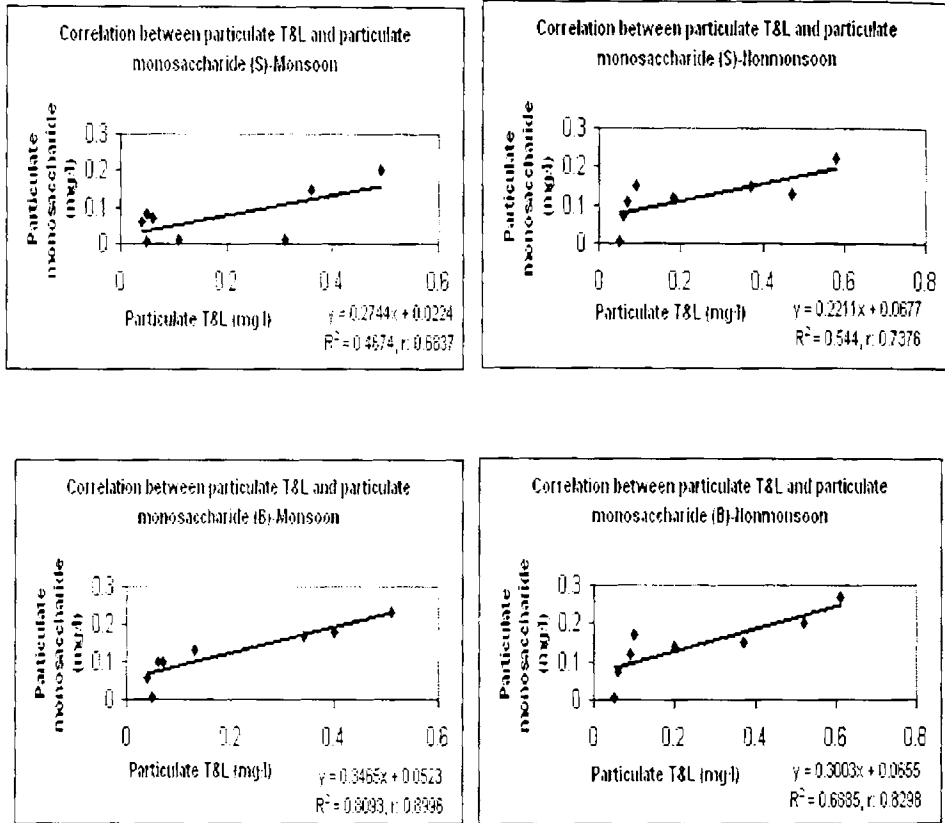 Correlation between particulate T&L and particulate
monosaccharide (S)-Monsoon
Particulate
monosaccharide
(mg/l)
0.3
0.2
0.1
0
0
0.2
0.4
0.6
Particulate T&L (mg/l)
y = 0.2744x + 0.0224
R² = 0.4674, r: 0.6837
Correlation between particulate T&L and particulate
monosaccharide (S)-Nonmonsoon
Particulate
monosaccharide
(mg/l)
0.3
0.2
0.1
0
0
0.2
0.4
0.6
0.8
Particulate T&L (mg/l)
y = 0.2211x + 0.0677
R² = 0.544, r: 0.7376
Correlation between particulate T&L and particulate
monosaccharide (B)-Monsoon
Particulate
monosaccharide
(mg/l)
0.3
0.2
0.1
0
0
0.2
0.4
0.6
Particulate T&L (mg/l)
y = 0.3465x + 0.0523
R² = 0.8093, r: 0.8996
Correlation between particulate T&L and particulate
monosaccharide (B)-Nonmonsoon
Particulate
monosaccharide
(mg/l)
0.3
0.2
0.1
0
0
0.2
0.4
0.6
Particulate T&L (mg/l)
y = 0.3003x + 0.0655
R² = 0.6885, r: 0.8298